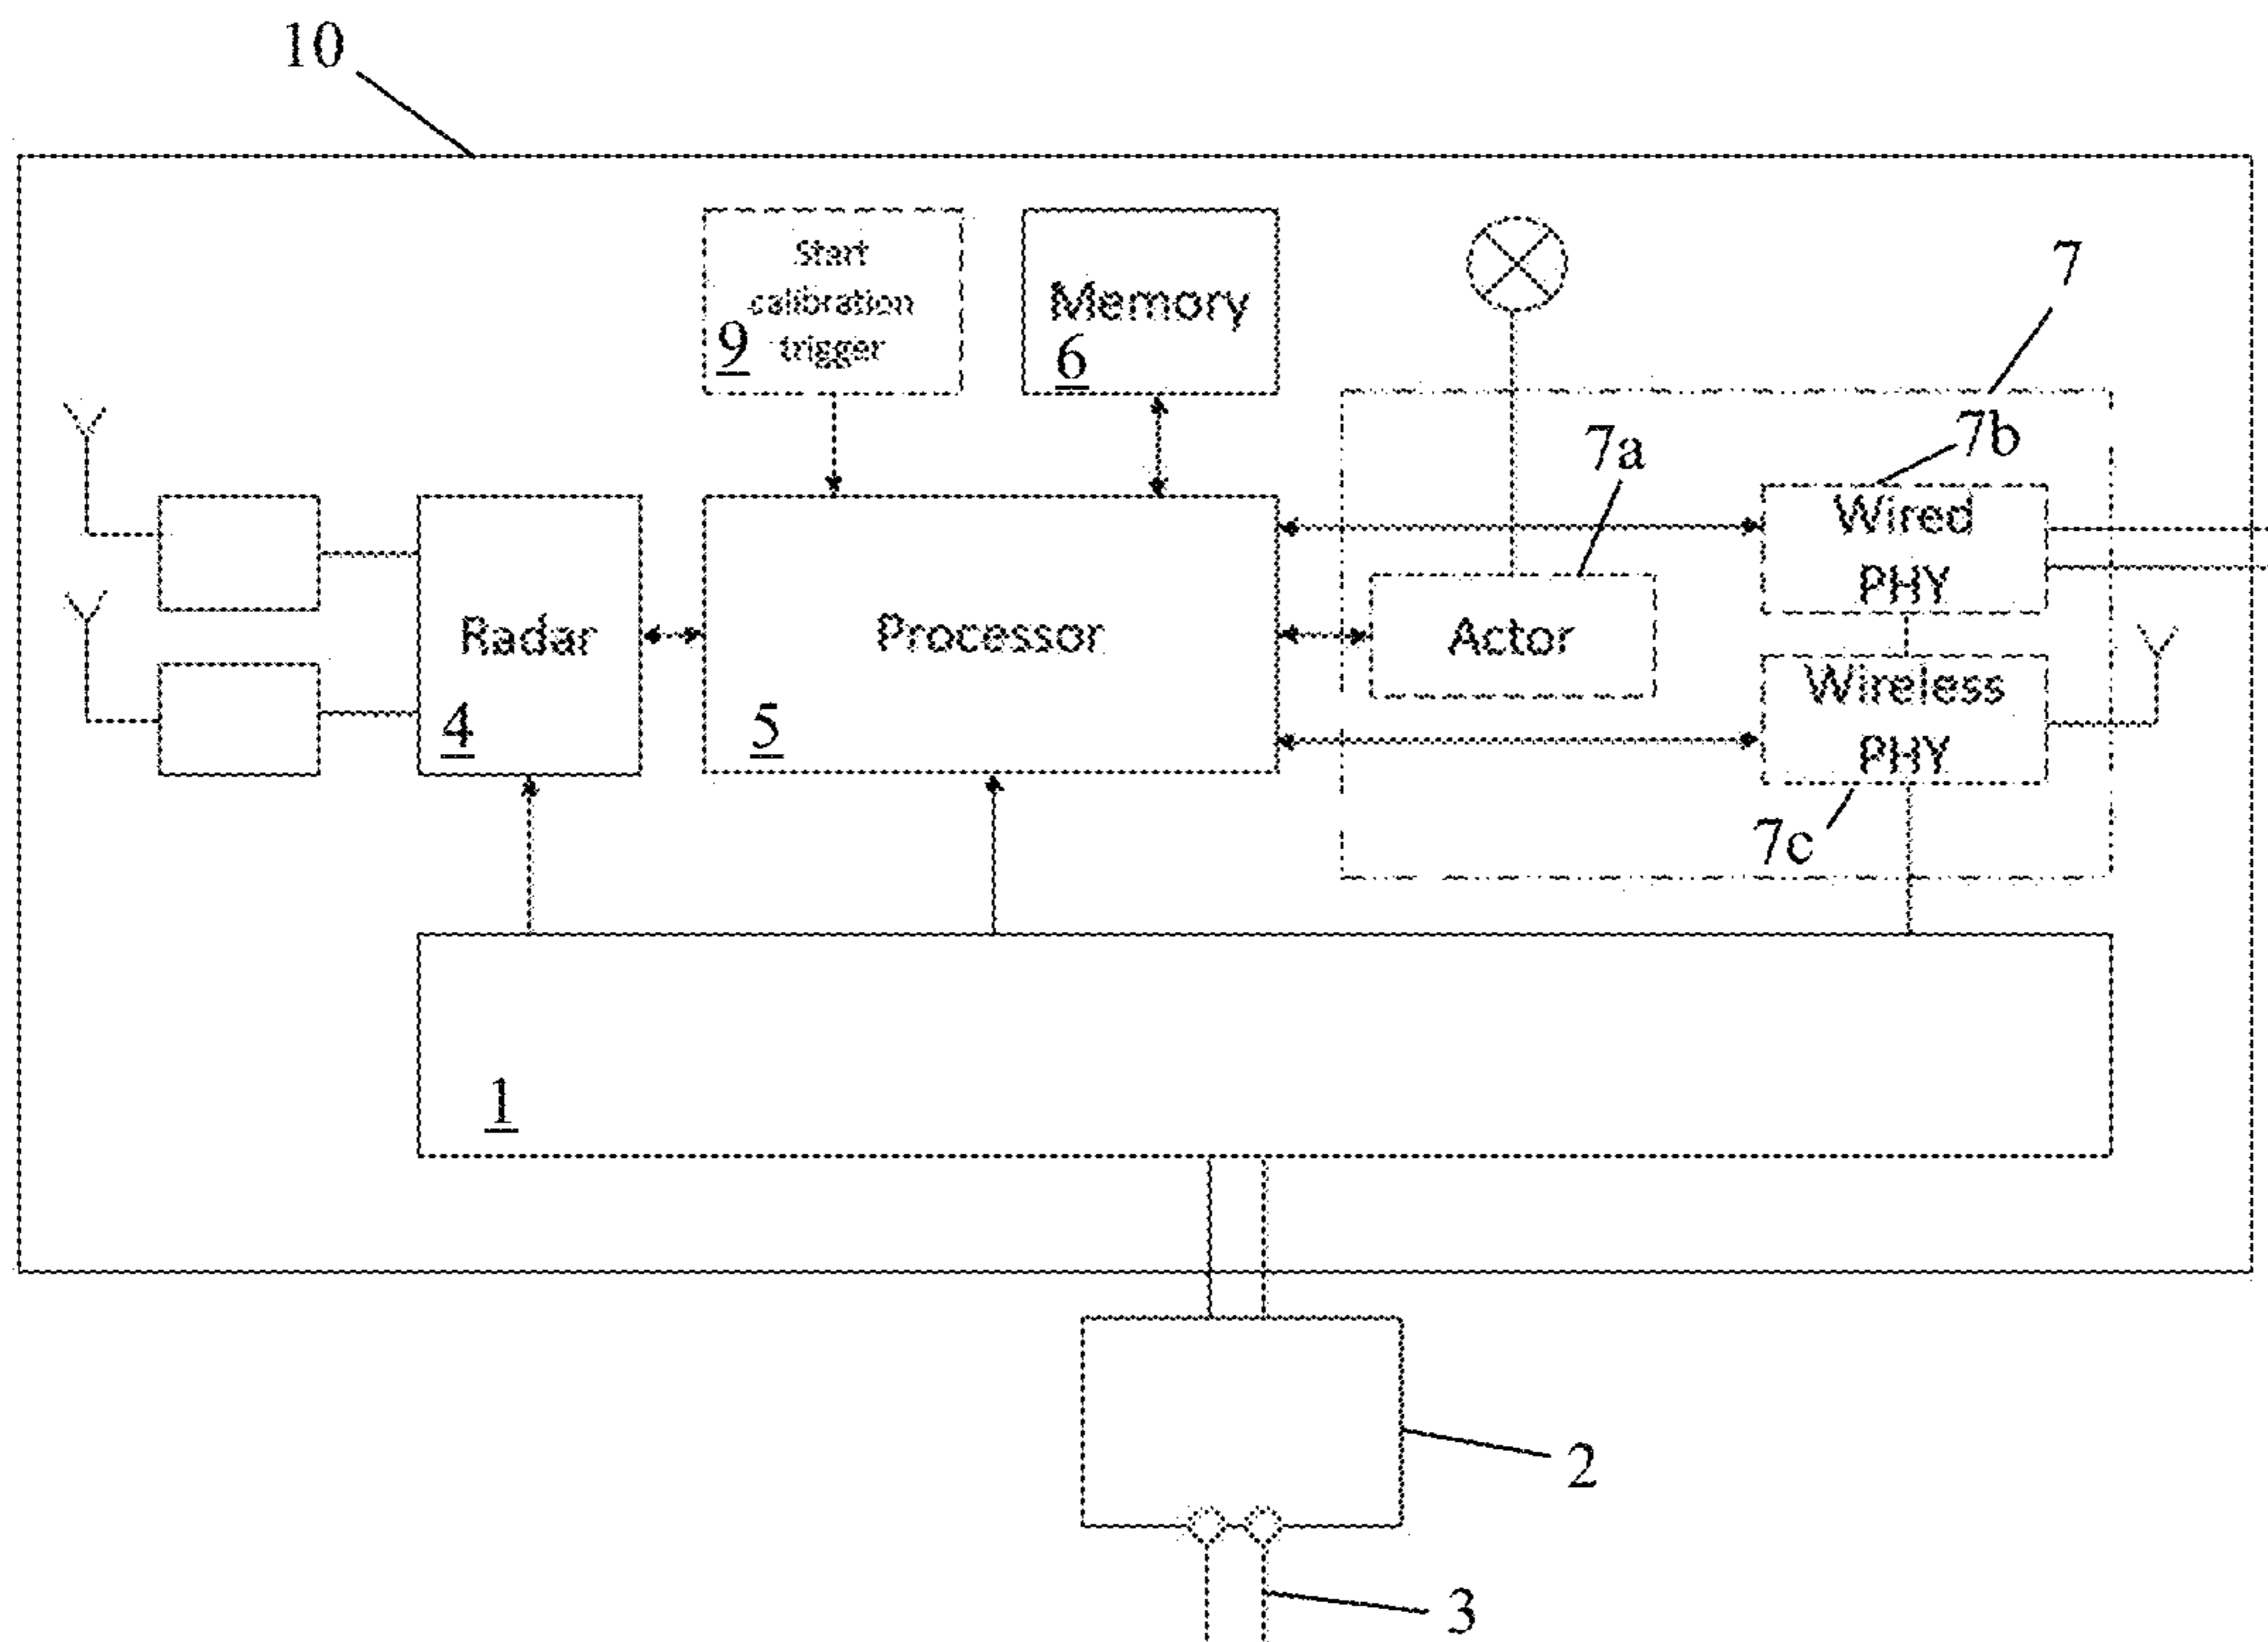 10
Start
calibration
trigger
9
Memory
6
7
7b
7a
Wired
PHY
Radar
4
Processor
5
Actor
Wireless
PHY
7c
1
2
3